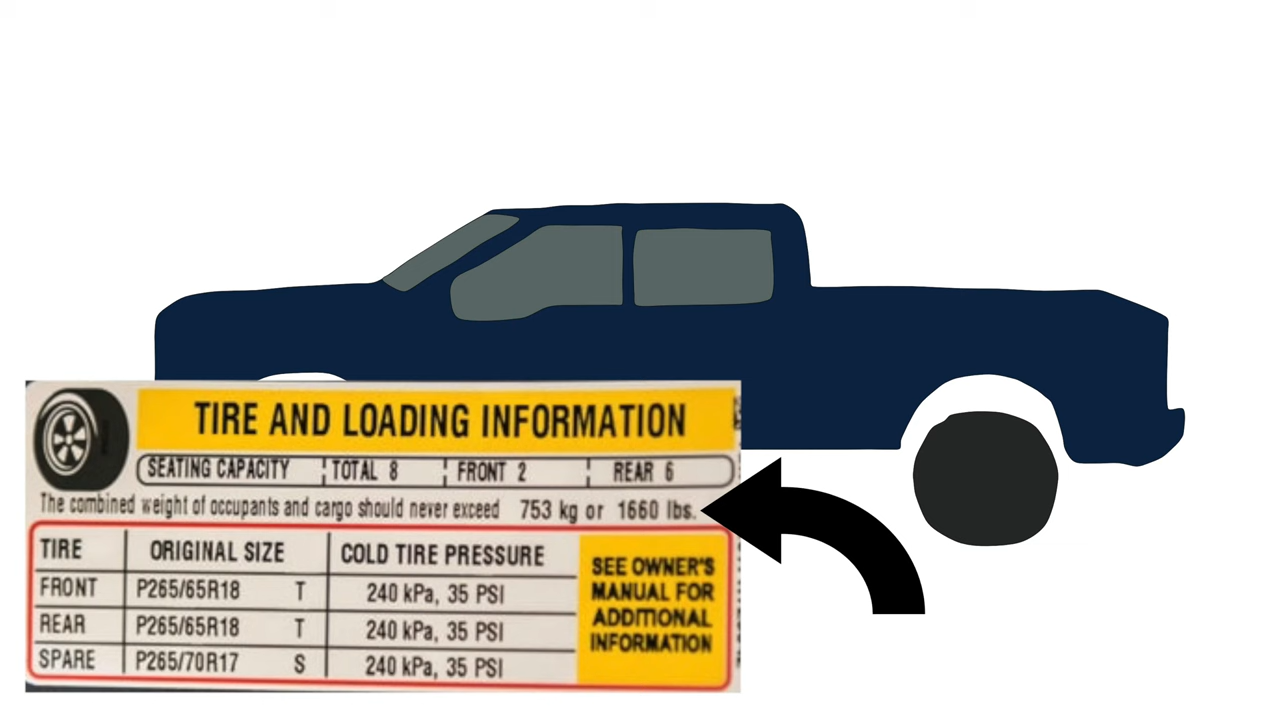 TIRE AND LOADING INFORMATION
SEATING CAPACITY TOTAL 8 FRONT 2 REAR 6
The combined weight of occupants and cargo should never exceed 753 kg or 1660 lbs.
TIRE ORIGINAL SIZE COLD TIRE PRESSURE
FRONT P265/65R18 T 240 kPa, 35 PSI
REAR P265/65R18 T 240 kPa, 35 PSI
SPARE P265/70R17 S 240 kPa, 35 PSI
SEE OWNER'S
MANUAL FOR
ADDITIONAL
INFORMATION